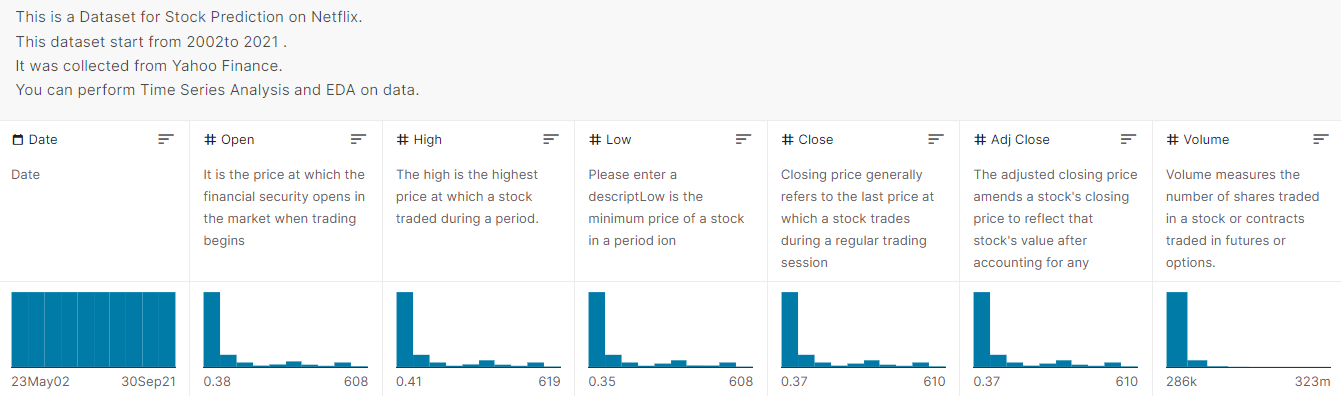 This is a Dataset for Stock Prediction on Netflix.
This dataset start from 2002to 2021 .
It was collected from Yahoo Finance.
You can perform Time Series Analysis and EDA on data.
Date
Date
23May02 30Sep21
Open
It is the price at which the
financial security opens in
the market when trading
begins
0.38 608
High
The high is the highest
price at which a stock
traded during a period.
0.41 619
Low
Please enter a
descriptLow is the
minimum price of a stock
in a period ion
0.35 608
Close
Closing price generally
refers to the last price at
which a stock trades
during a regular trading
session
0.37 610
Adj Close
The adjusted closing price
amends a stock's closing
price to reflect that
stock's value after
accounting for any
0.37 610
Volume
Volume measures the
number of shares traded
in a stock or contracts
traded in futures or
options.
286k 323m